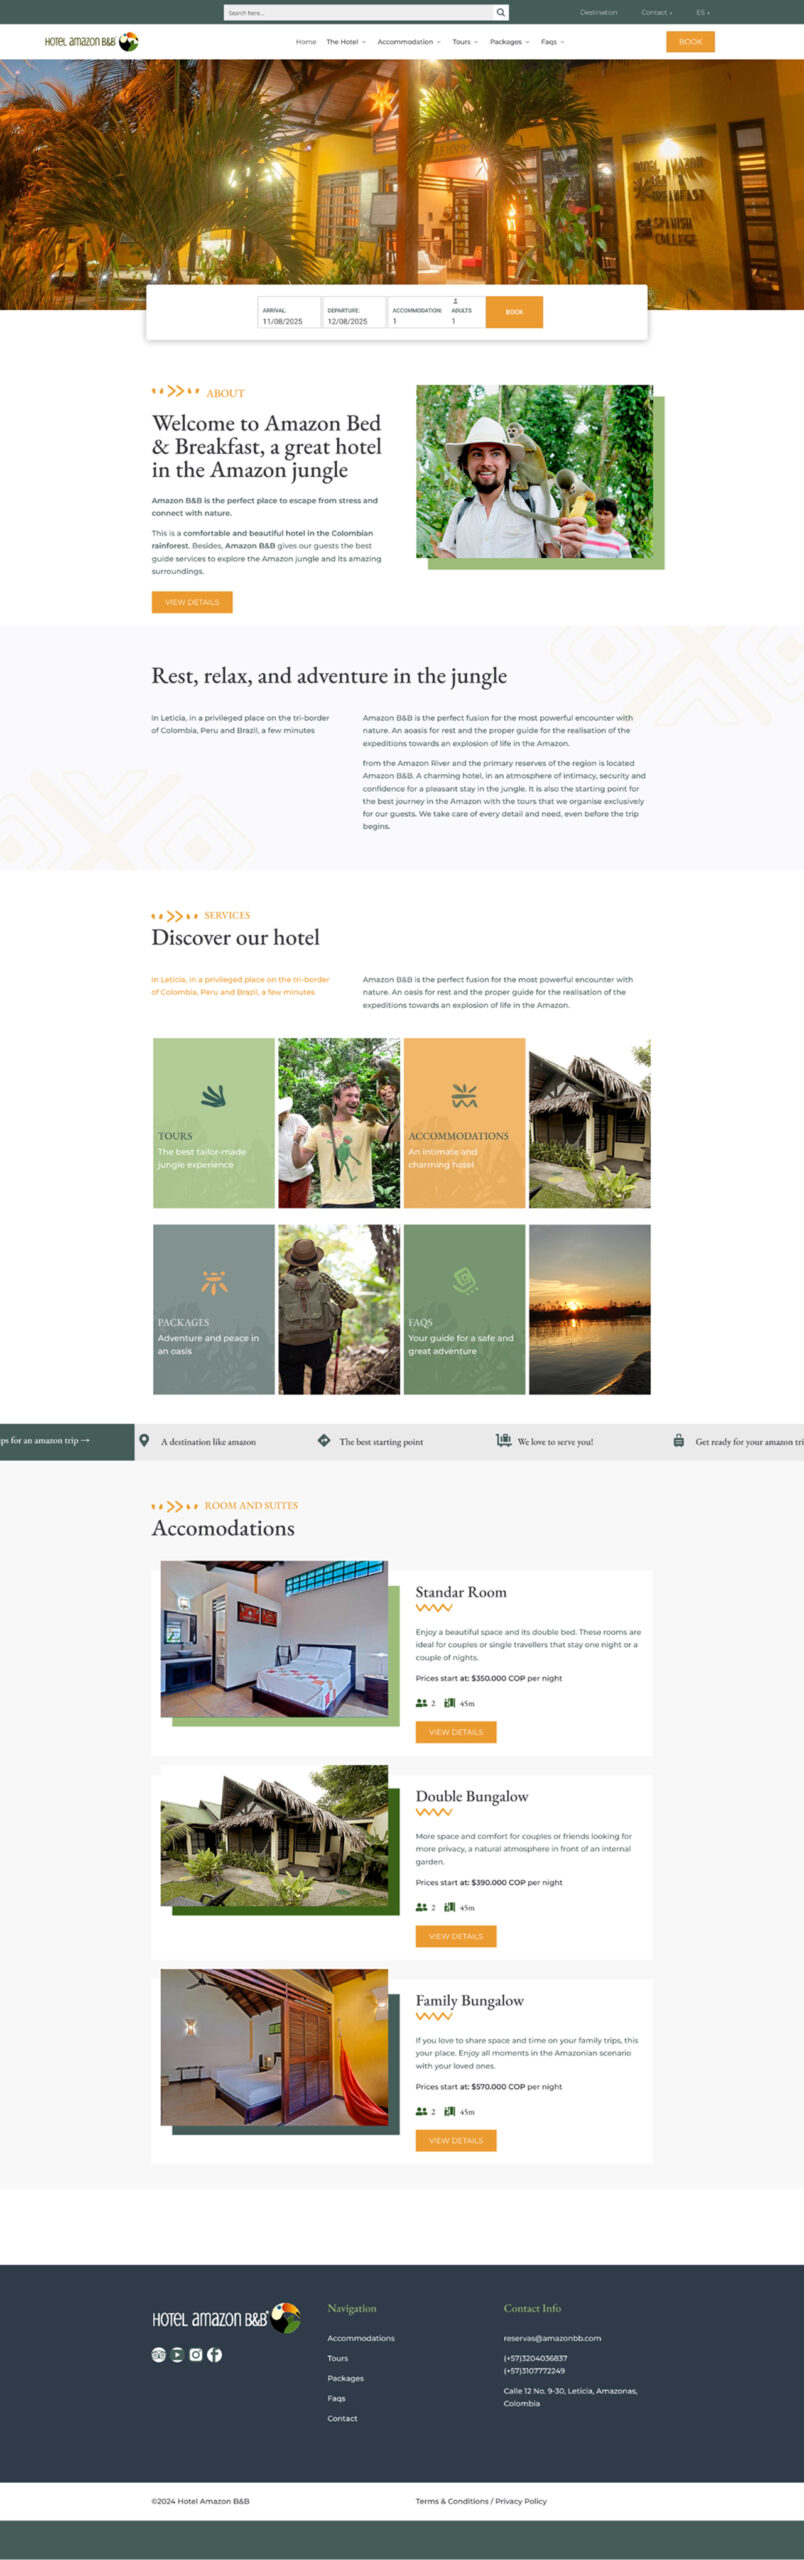 Search here...
Destination
Contact ↓
ES ↓
HOTEL amazon B&B
Home
The Hotel
Accommodation
Tours
Packages
Faqs
BOOK
HOTEL AMAZON
BED &
BREAKFAST
SPANISH
COLLEGE
ARRIVAL:
11/08/2025
DEPARTURE:
12/08/2025
ACCOMMODATION:
1
ADULTS
1
BOOK
ABOUT
Welcome to Amazon Bed
& Breakfast, a great hotel
in the Amazon jungle
Amazon B&B is the perfect place to escape from stress and
connect with nature.
This is a comfortable and beautiful hotel in the Colombian
rainforest. Besides, Amazon B&B gives our guests the best
guide services to explore the Amazon jungle and its amazing
surroundings.
VIEW DETAILS
Rest, relax, and adventure in the jungle
In Leticia, in a privileged place on the tri-border
of Colombia, Peru and Brazil, a few minutes
Amazon B&B is the perfect fusion for the most powerful encounter with
nature. An aoasis for rest and the proper guide for the realisation of the
expeditions towards an explosion of life in the Amazon.
from the Amazon River and the primary reserves of the region is located
Amazon B&B. A charming hotel, in an atmosphere of intimacy, security and
confidence for a pleasant stay in the jungle. It is also the starting point for
the best journey in the Amazon with the tours that we organise exclusively
for our guests. We take care of every detail and need, even before the trip
begins.
SERVICES
Discover our hotel
In Leticia, in a privileged place on the tri-border
of Colombia, Peru and Brazil, a few minutes
Amazon B&B is the perfect fusion for the most powerful encounter with
nature. An oasis for rest and the proper guide for the realisation of the
expeditions towards an explosion of life in the Amazon.
TOURS
The best tailor-made
jungle experience
ACCOMMODATIONS
An intimate and
charming hotel
PACKAGES
Adventure and peace in
an oasis
FAQS
Your guide for a safe and
great adventure
ips for an amazon trip →
A destination like amazon
The best starting point
We love to serve you!
Get ready for your amazon tri
ROOM AND SUITES
Accomodations
Standar Room
Enjoy a beautiful space and its double bed. These rooms are
ideal for couples or single travellers that stay one night or a
couple of nights.
Prices start at: $350.000 COP per night
2
45m
VIEW DETAILS
Double Bungalow
More space and comfort for couples or friends looking for
more privacy, a natural atmosphere in front of an internal
garden.
Prices start at: $390.000 COP per night
2
45m
VIEW DETAILS
Family Bungalow
If you love to share space and time on your family trips, this
your place. Enjoy all moments in the Amazonian scenario
with your loved ones.
Prices start at: $570.000 COP per night
2
45m
VIEW DETAILS
HOTEL amazon B&B
Navigation
Accommodations
Tours
Packages
Faqs
Contact
Contact Info
reservas@amazonbb.com
(+57)3204036837
(+57)3107772249
Calle 12 No. 9-30, Leticia, Amazonas,
Colombia
©2024 Hotel Amazon B&B
Terms & Conditions / Privacy Policy